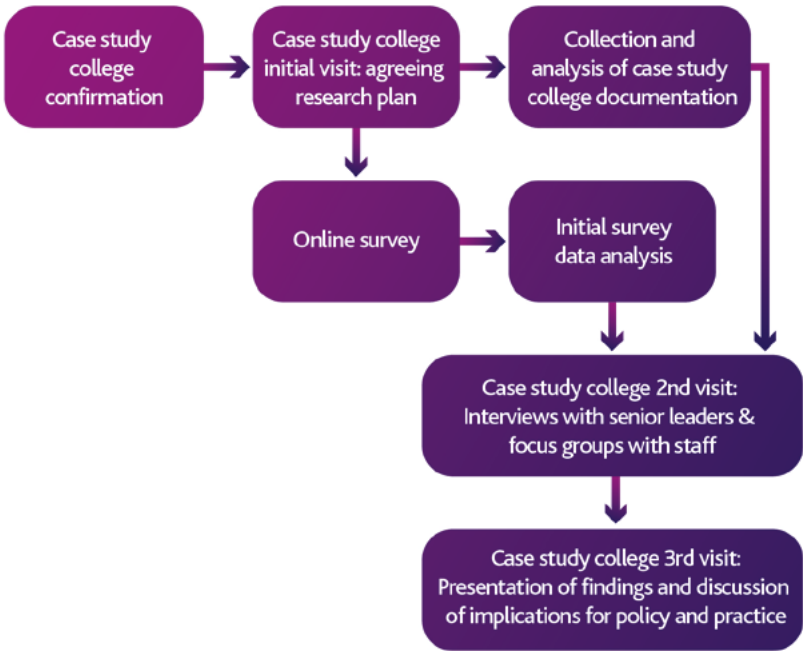 Case study
college
confirmation
Case study college
initial visit: agreeing
research plan
Collection and
analysis of case study
college documentation
Online survey
Initial survey
data analysis
Case study college 2nd visit:
Interviews with senior leaders &
focus groups with staff
Case study college 3rd visit:
Presentation of findings and discussion
of implications for policy and practice